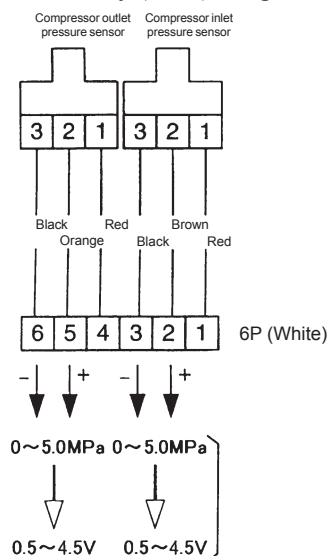 Compressor outlet pressure sensor
Compressor inlet pressure sensor
3 2 1 3 2 1
Black Red Brown
Orange Black Red
6 5 4 3 2 1 6P (White)
- + - +
0～5.0MPa 0～5.0MPa
0.5～4.5V 0.5～4.5V